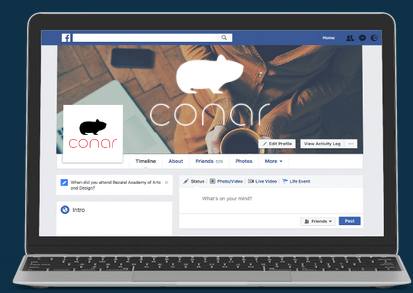 Home
conar
conar
Edit Profile
View Activity Log
Timeline About Friends Photos More
When did you attend Bezalel Academy of Arts and Design?
Intro
Status Photo/Video Live Video Life Event
What's on your mind?
Friends
Post